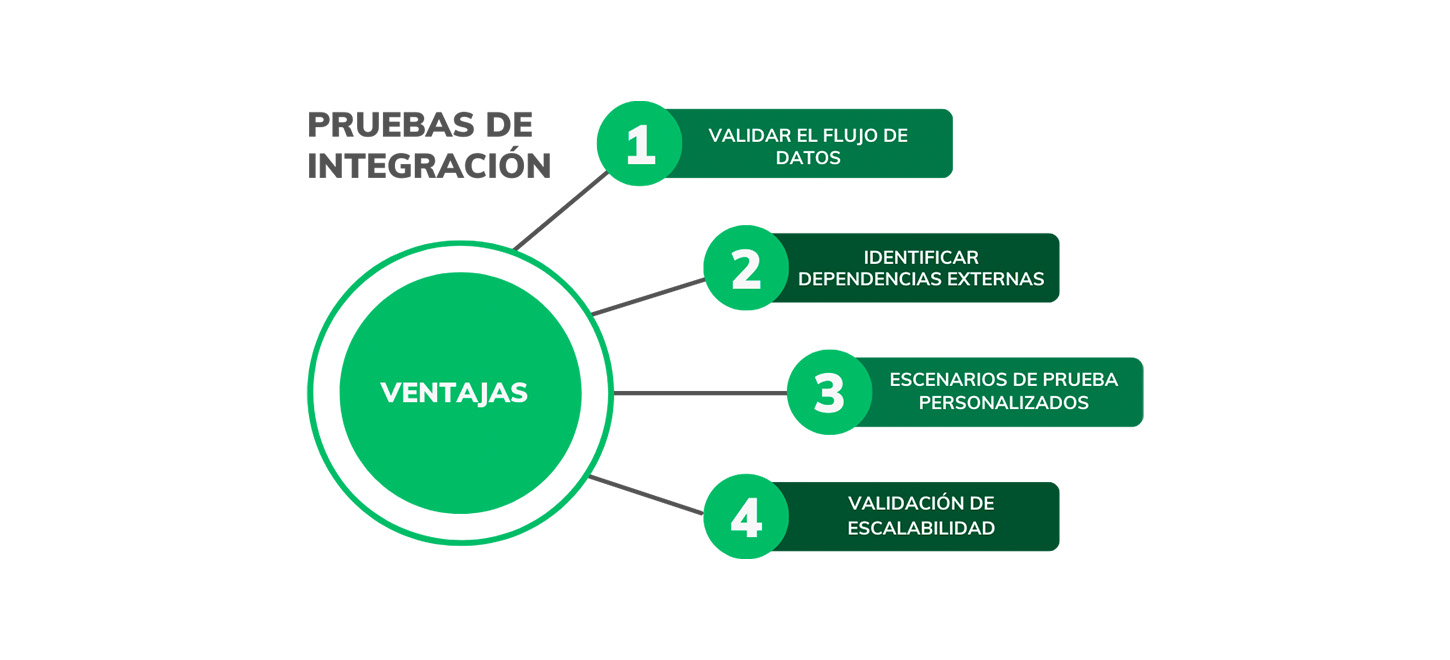 PRUEBAS DE
INTEGRACIÓN
VENTAJAS
1
VALIDAR EL FLUJO DE
DATOS
2
IDENTIFICAR
DEPENDENCIAS EXTERNAS
3
ESCENARIOS DE PRUEBA
PERSONALIZADOS
4
VALIDACIÓN DE
ESCALABILIDAD